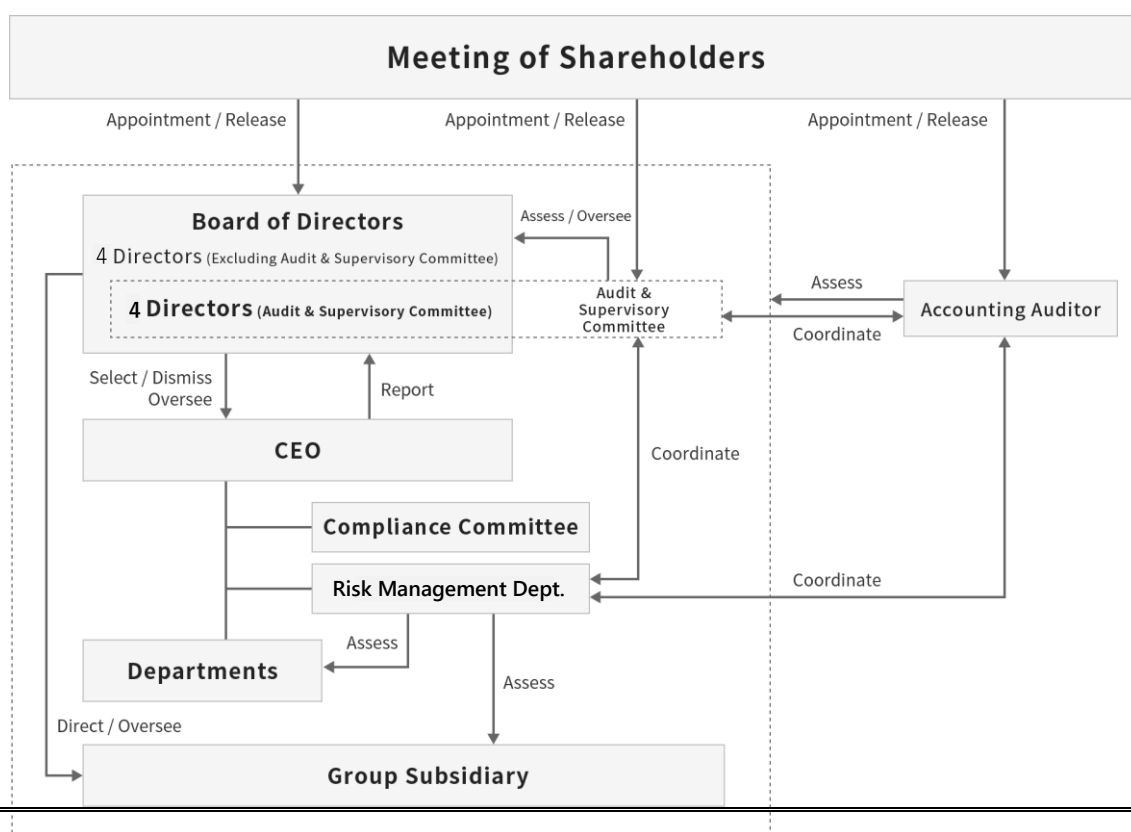 Meeting of Shareholders
Appointment / Release
Appointment / Release
Appointment / Release
Board of Directors
4 Directors (Excluding Audit & Supervisory Committee)
4 Directors (Audit & Supervisory Committee)
Assess / Oversee
Audit &
Supervisory
Committee
Assess
Coordinate
Accounting Auditor
Select / Dismiss
Oversee
Report
CEO
Coordinate
Compliance Committee
Risk Management Dept.
Coordinate
Assess
Departments
Assess
Direct / Oversee
Group Subsidiary